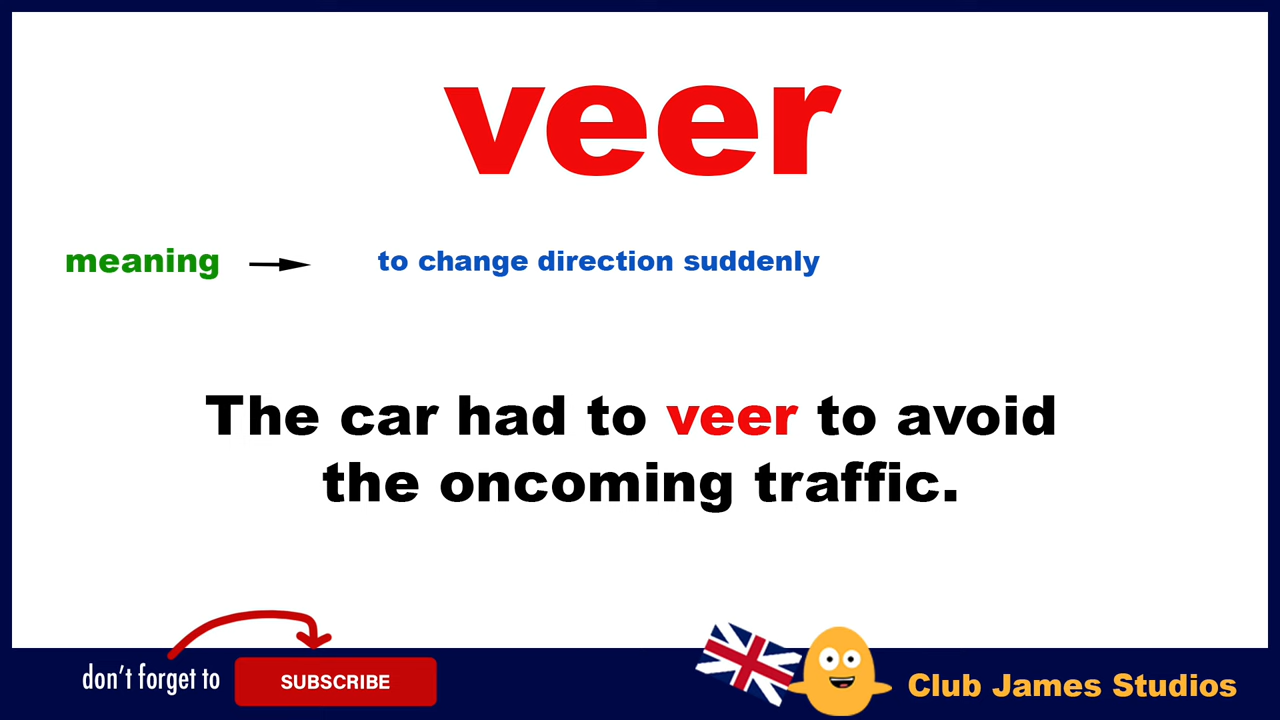 veer
meaning
to change direction suddenly
The car had to veer to avoid
the oncoming traffic.
don't forget to
SUBSCRIBE
Club James Studios